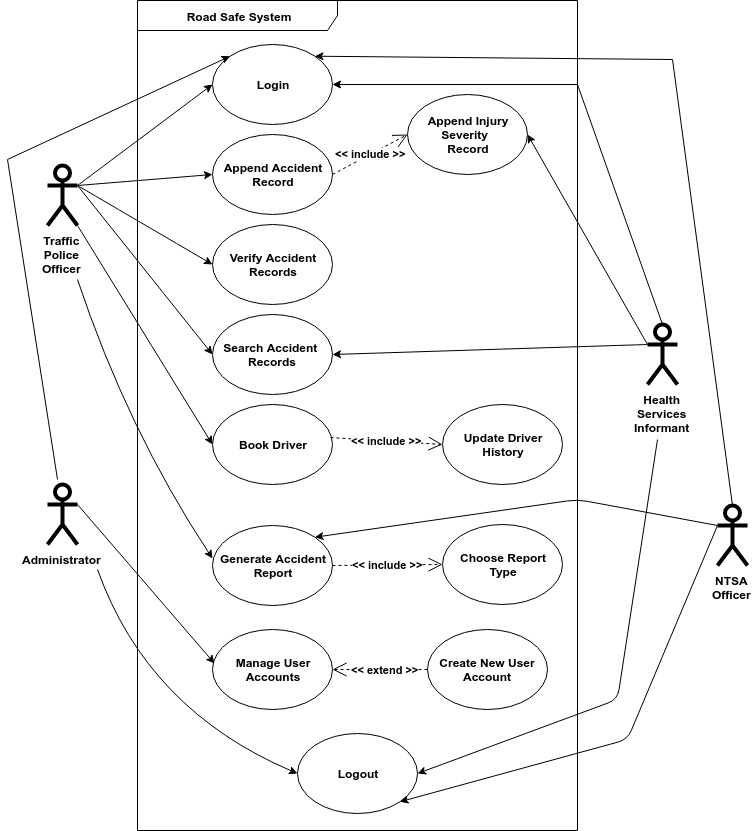 Road Safe System
Login
Append Injury
Severity
Record
<< include >>
Append Accident
Record
Traffic
Police
Officer
Verify Accident
Records
Search Accident
Records
Health
Services
Informant
Book Driver
<< include >>
Update Driver
History
Administrator
Generate Accident
Report
<< include >>
Choose Report
Type
NTSA
Officer
Manage User
Accounts
<< extend >>
Create New User
Account
Logout